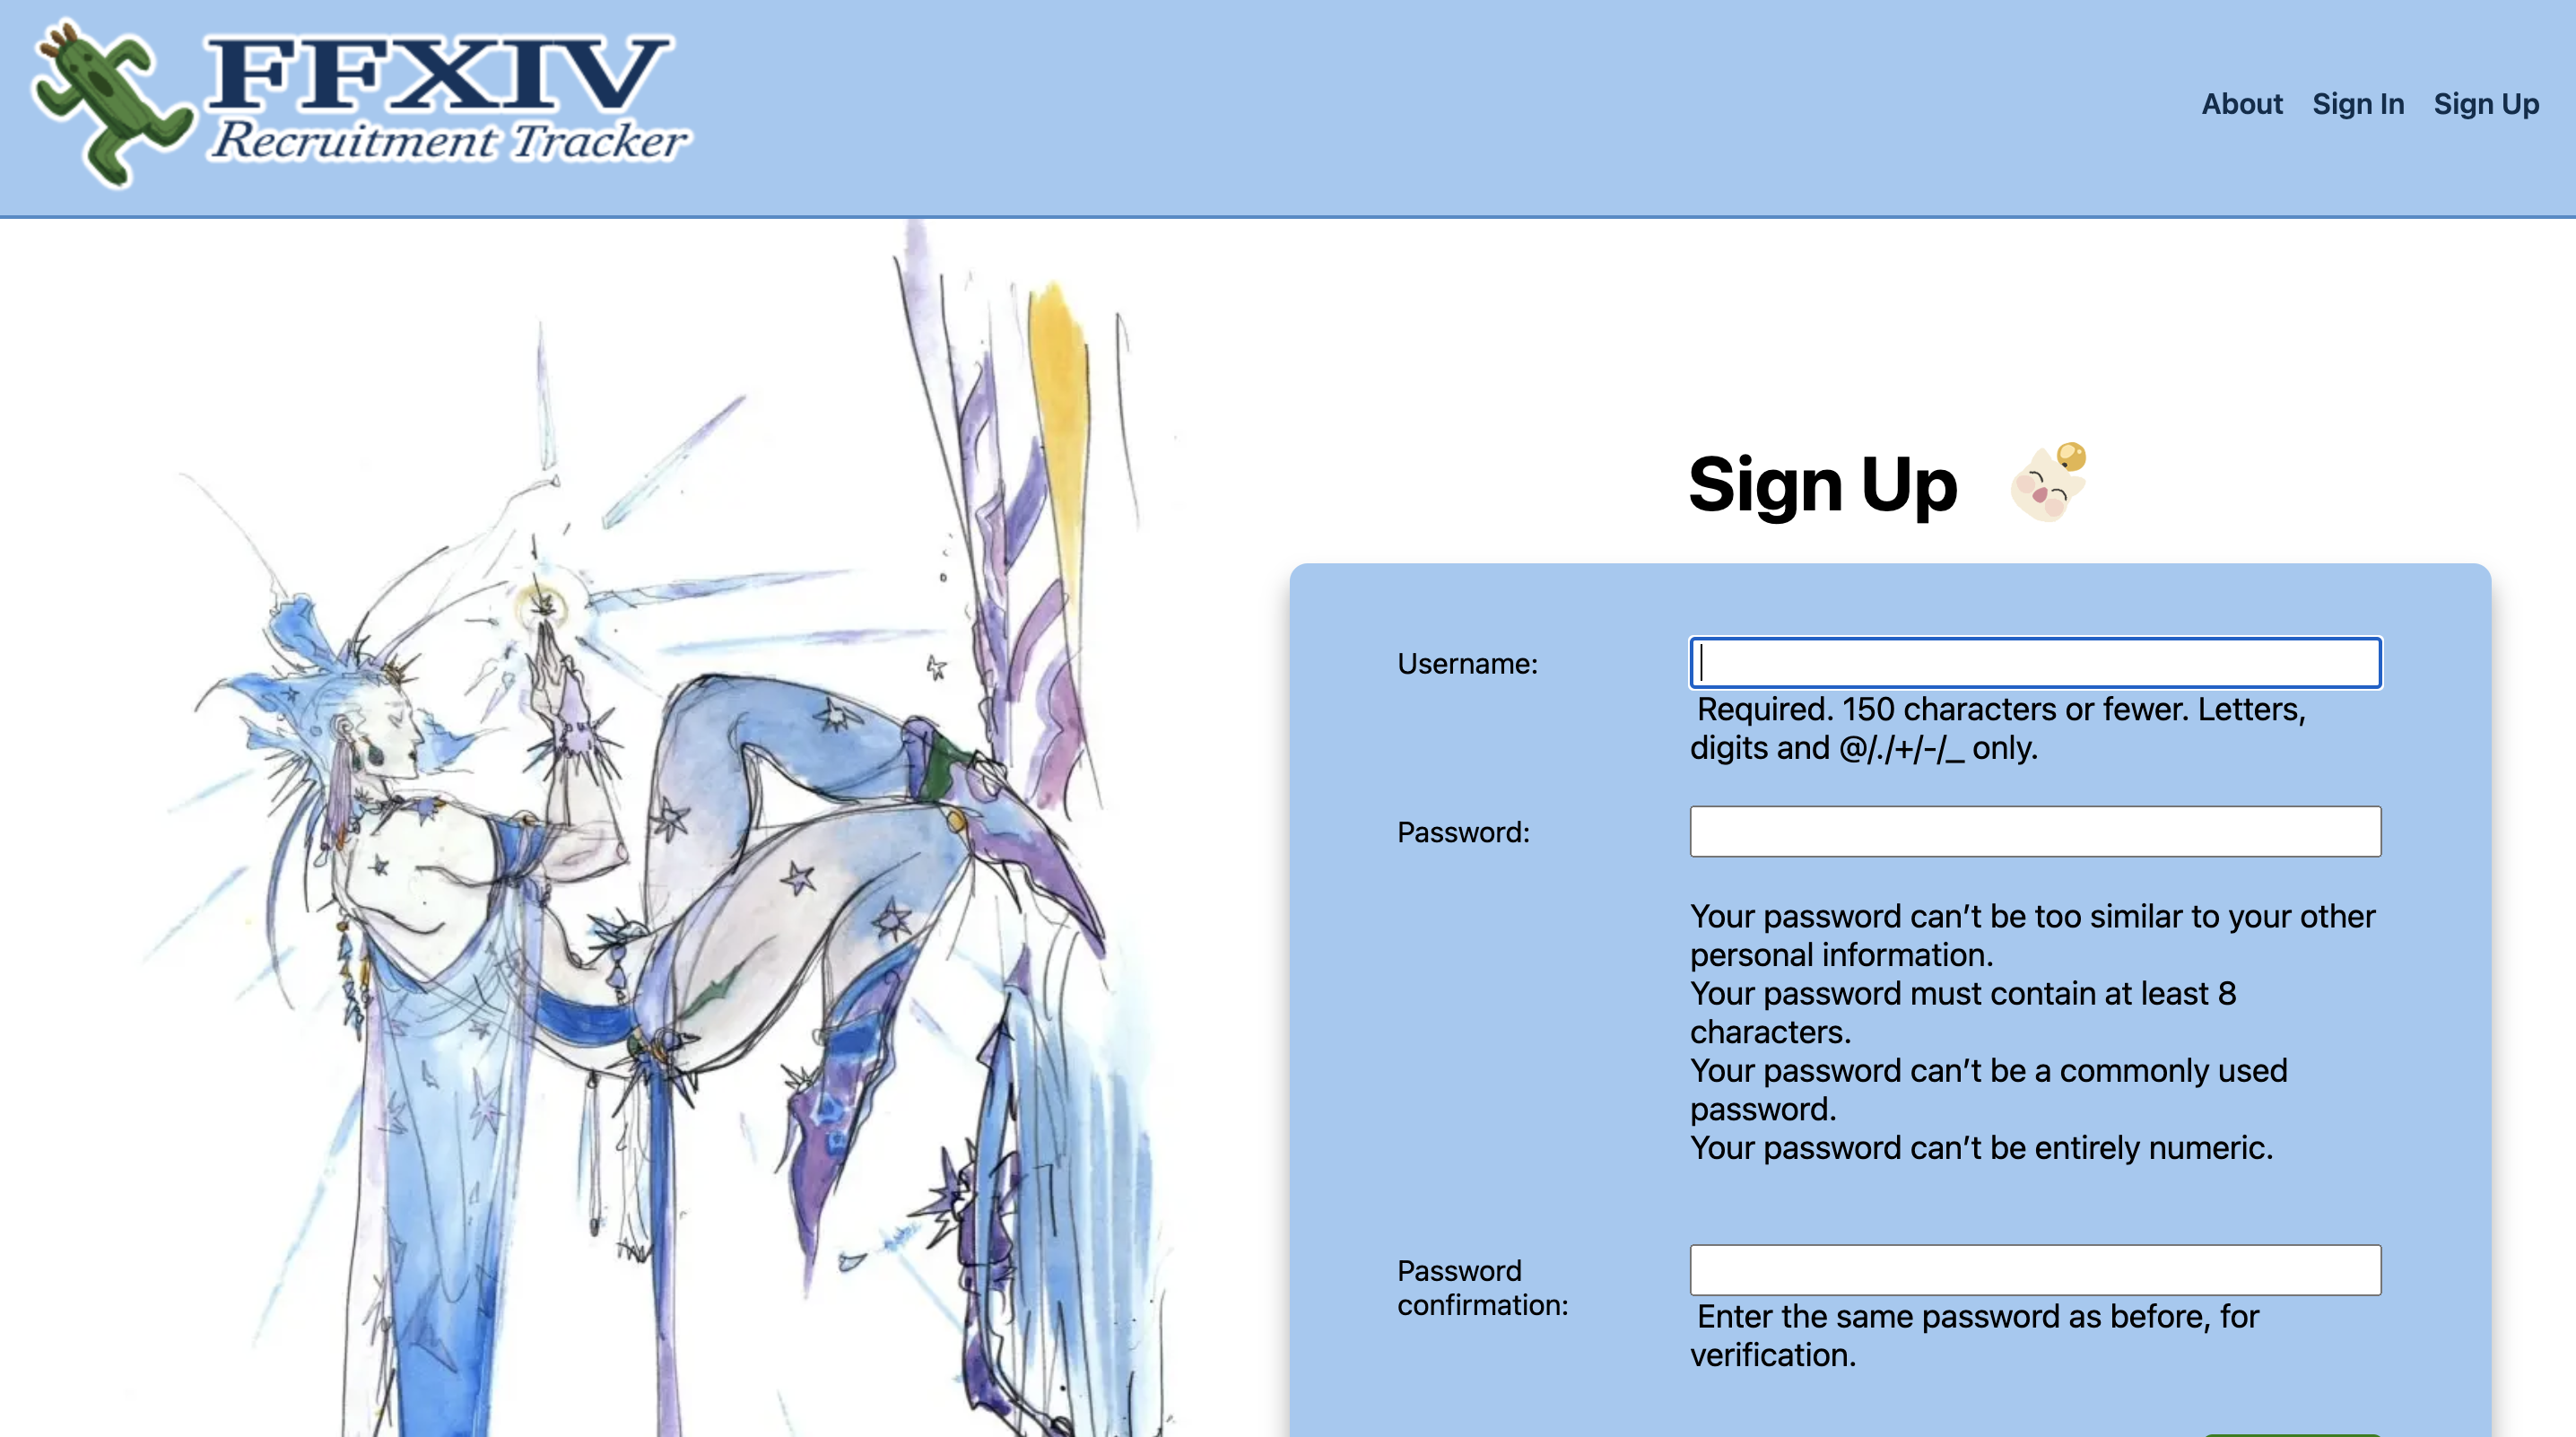 FFXIV
Recruitment Tracker
About Sign In Sign Up
Sign Up
Username:
Required. 150 characters or fewer. Letters,
digits and @/./+/-/_ only.
Password:
Your password can’t be too similar to your other
personal information.
Your password must contain at least 8
characters.
Your password can’t be a commonly used
password.
Your password can’t be entirely numeric.
Password
confirmation:
Enter the same password as before, for
verification.